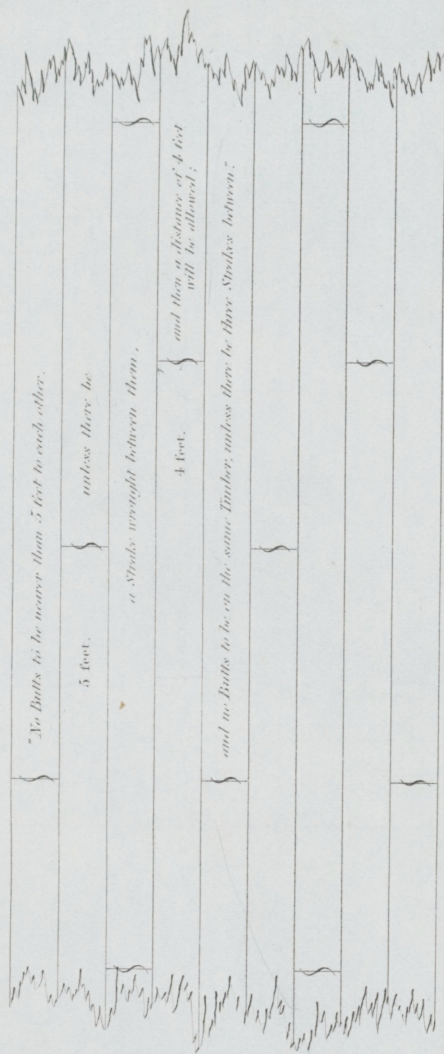 "No Butts to be nearer than 5 feet to each other.
unless there be
5 feet.
a Strake wrought between them,
and then a distance of 4 feet
will be allowed;
4 feet.
and no Butts to be on the same Timber, unless there be three Strakes between."